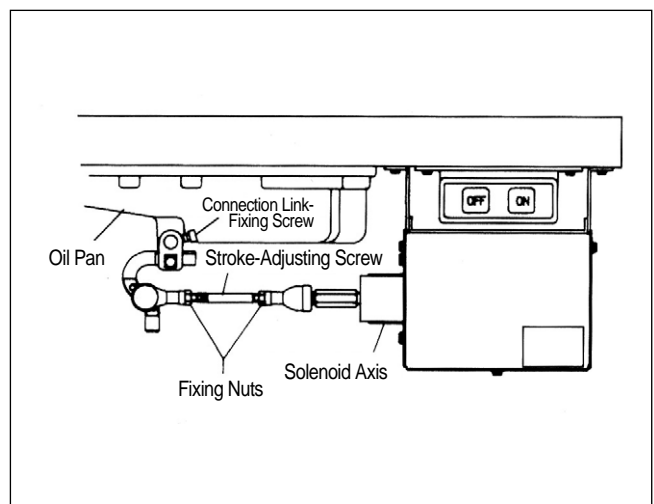 OFF
ON
Connection Link-
Fixing Screw
Oil Pan
Stroke-Adjusting Screw
Solenoid Axis
Fixing Nuts